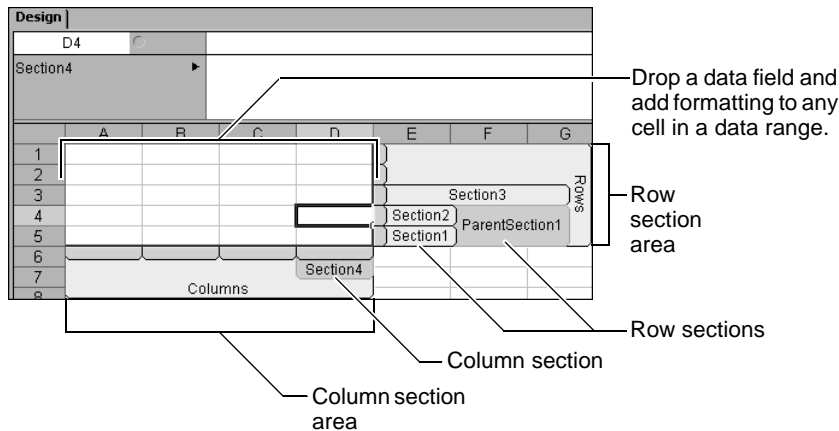 Design
D4
Section4
Drop a data field and
add formatting to any
cell in a data range.
A B C D E F G
1
2
3 Section3
4 Section2
5 Section1
ParentSection1
Rows
6
7 Section4
8 Columns
Row
section
area
Row sections
Column section
Column section
area